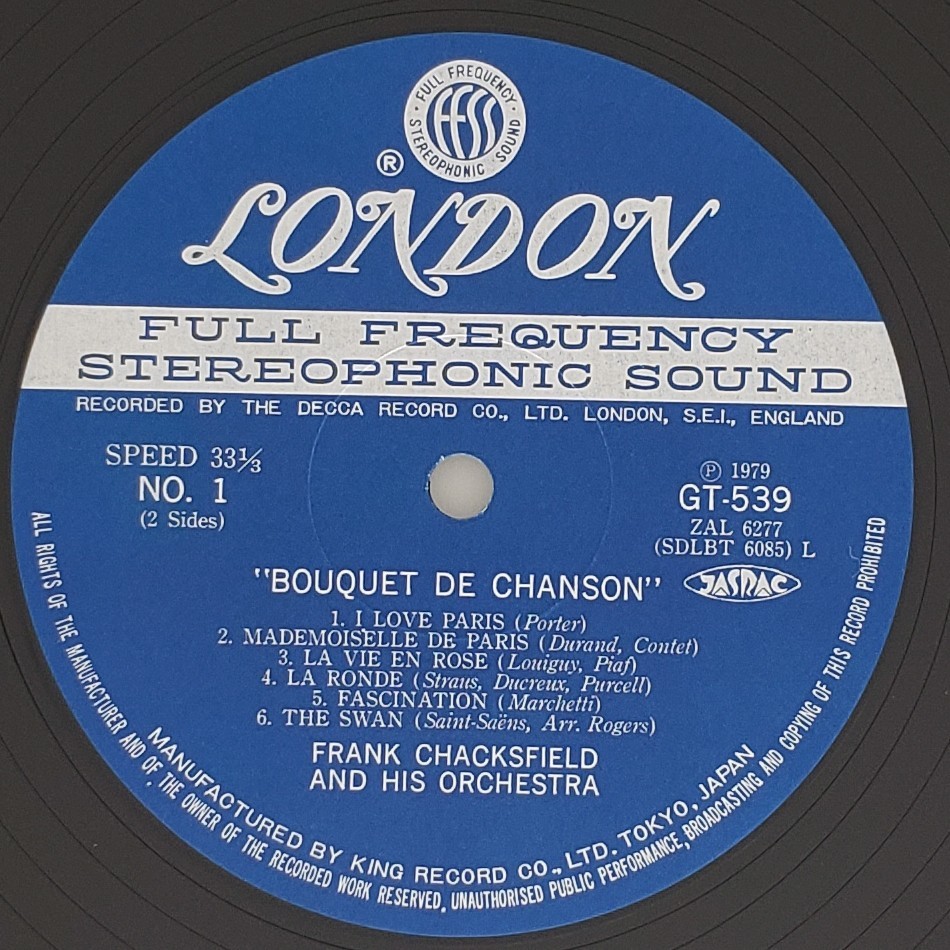 · FULL FREQUENCY · STEREOPHONIC SOUND
FFSS
®
LONDON
FULL FREQUENCY
STEREOPHONIC SOUND
RECORDED BY THE DECCA RECORD CO., LTD. LONDON, S.E.I., ENGLAND
SPEED 33⅓
NO. 1
(2 Sides)
Ⓟ 1979
GT-539
ZAL 6277
(SDLBT 6085) L
JASRAC
"BOUQUET DE CHANSON"
1. I LOVE PARIS (Porter)
2. MADEMOISELLE DE PARIS (Durand, Contet)
3. LA VIE EN ROSE (Louiguy, Piaf)
4. LA RONDE (Straus, Ducreux, Purcell)
5. FASCINATION (Marchetti)
6. THE SWAN (Saint-Saëns, Arr. Rogers)
FRANK CHACKSFIELD
AND HIS ORCHESTRA
MANUFACTURED BY KING RECORD CO., LTD. TOKYO, JAPAN
ALL RIGHTS OF THE MANUFACTURER AND OF THE OWNER OF THE RECORDED WORK RESERVED, UNAUTHORISED PUBLIC PERFORMANCE, BROADCASTING AND COPYING OF THIS RECORD PROHIBITED